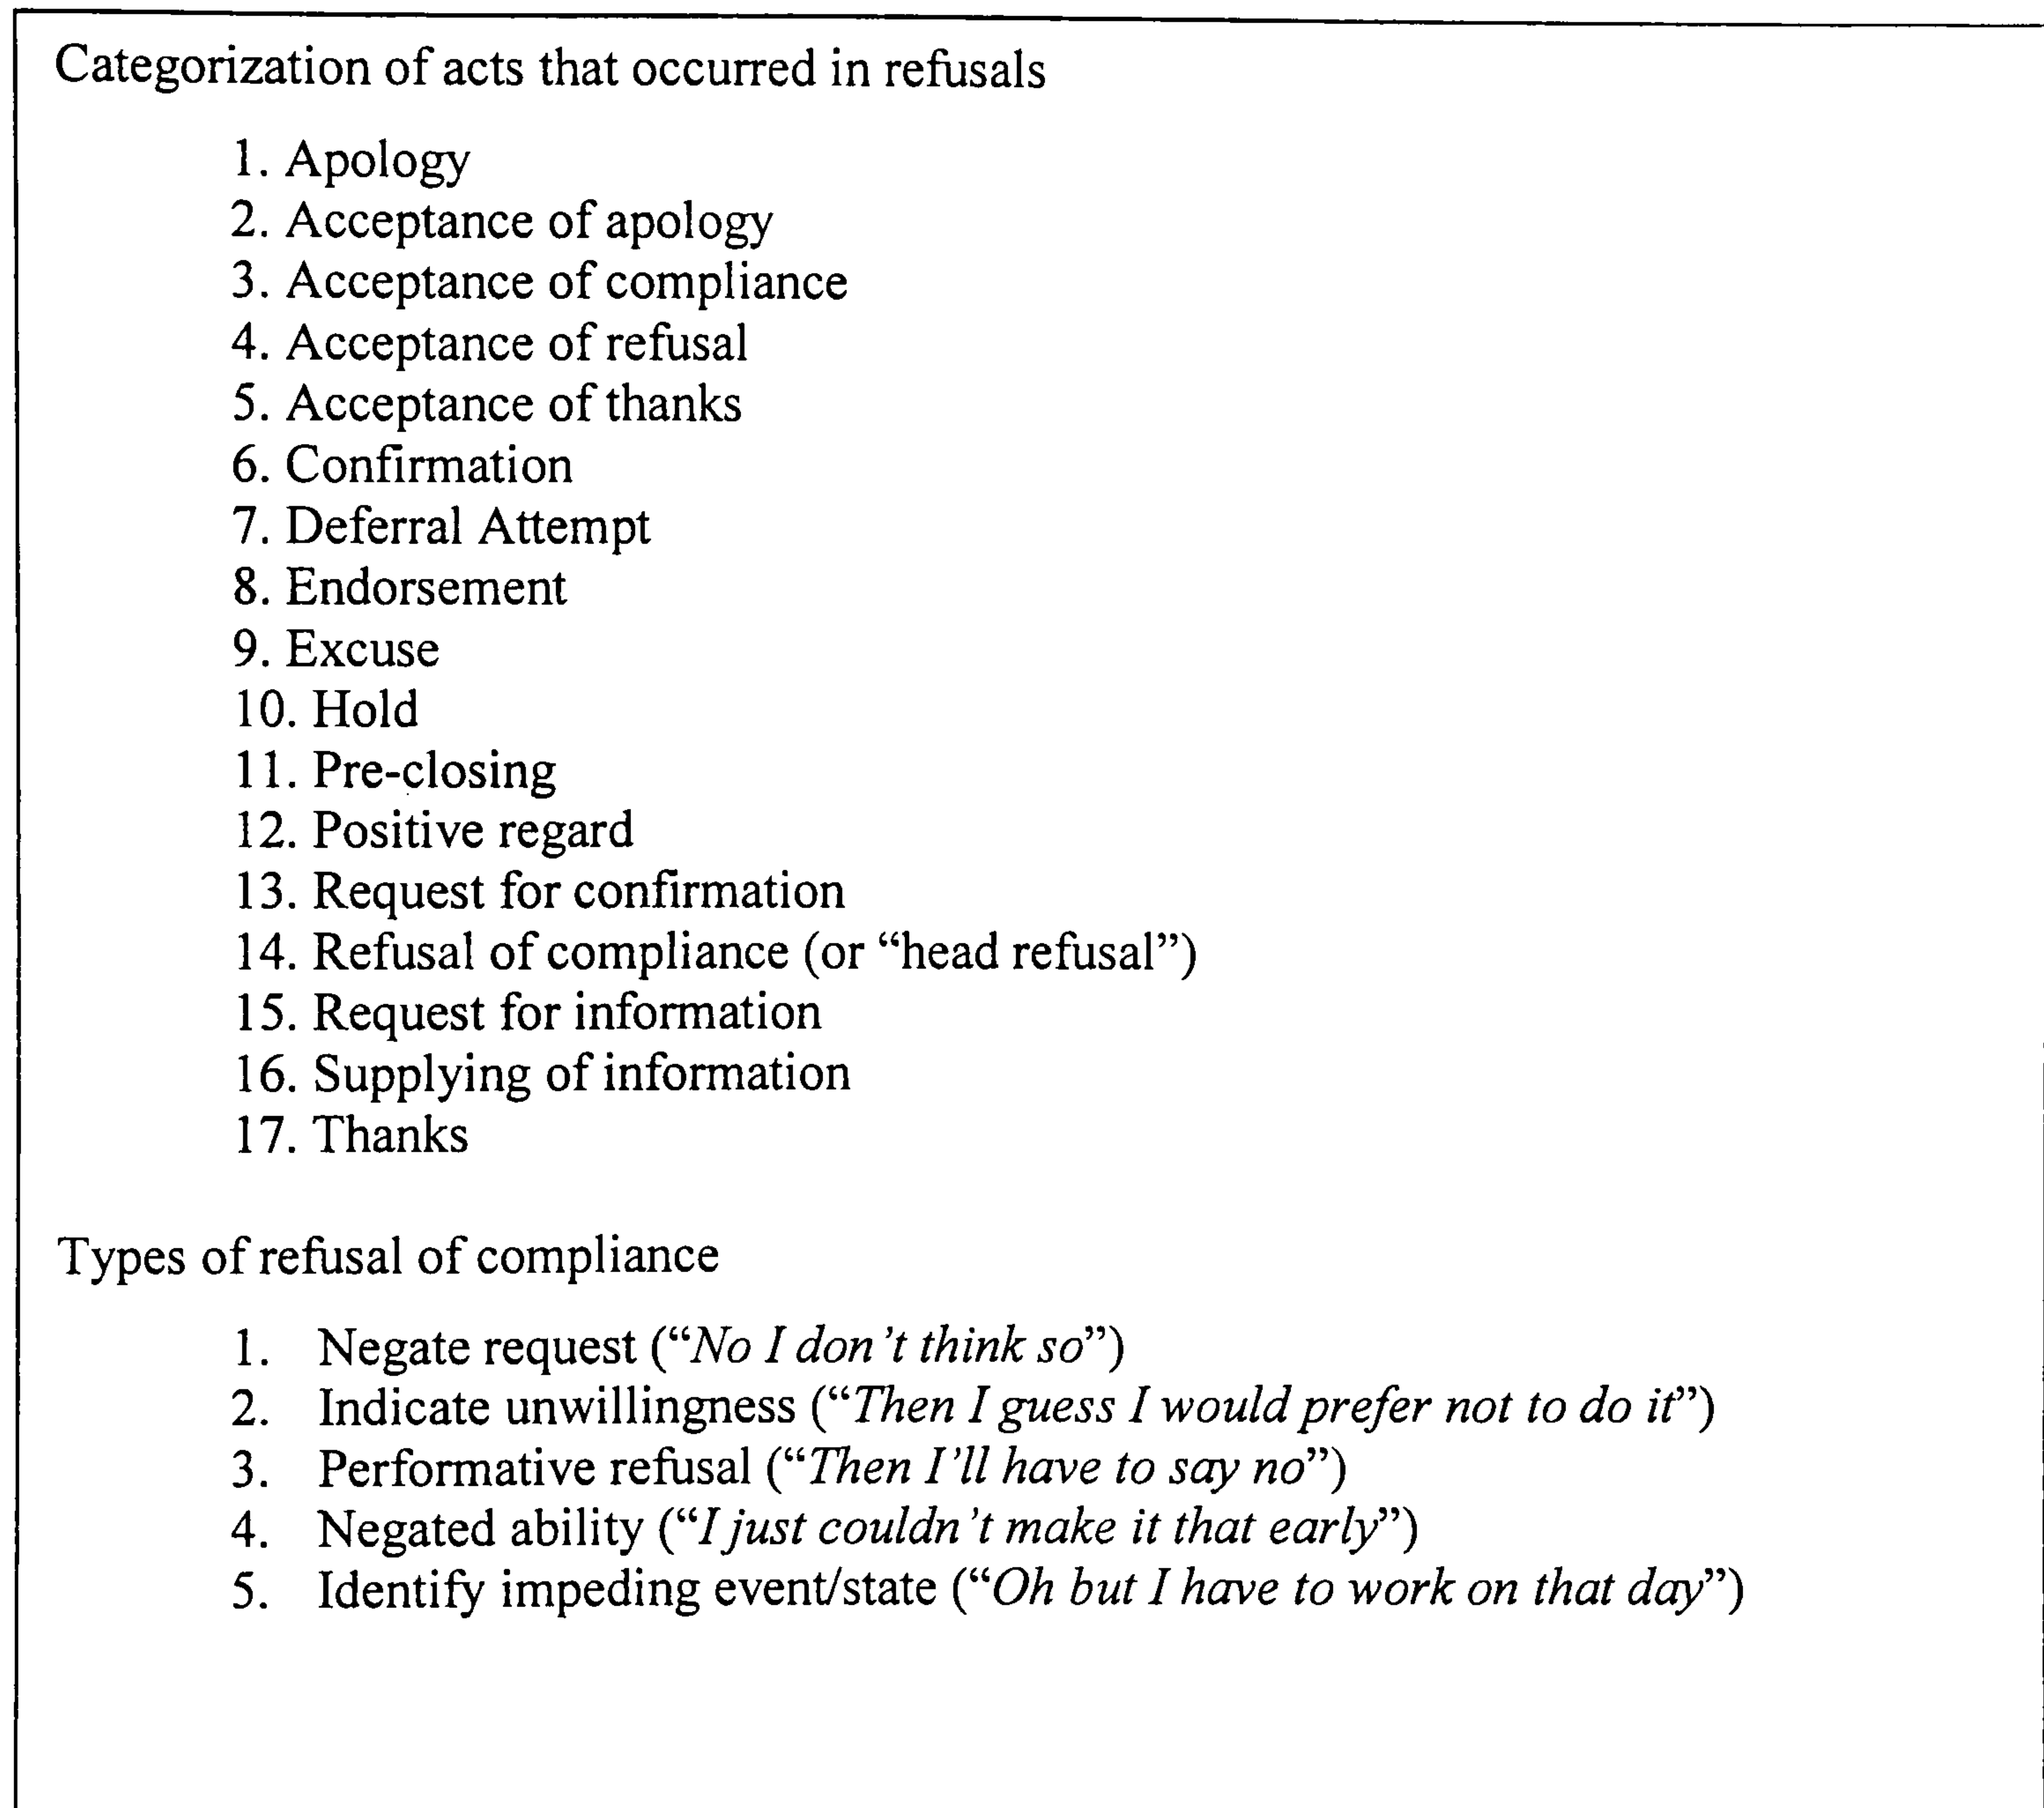 Categorization of acts that occurred in refusals
1. Apology
2. Acceptance of apology
3. Acceptance of compliance
4. Acceptance of refusal
5. Acceptance of thanks
6. Confirmation
7. Deferral Attempt
8. Endorsement
9. Excuse
10. Hold
11. Pre-closing
12. Positive regard
13. Request for confirmation
14. Refusal of compliance (or “head refusal”)
15. Request for information
16. Supplying of information
17. Thanks
Types of refusal of compliance
1. Negate request (“No I don’t think so”)
2. Indicate unwillingness (“Then I guess I would prefer not to do it”)
3. Performative refusal (“Then I’ll have to say no”)
4. Negated ability (“I just couldn’t make it that early”)
5. Identify impeding event/state (“Oh but I have to work on that day”)